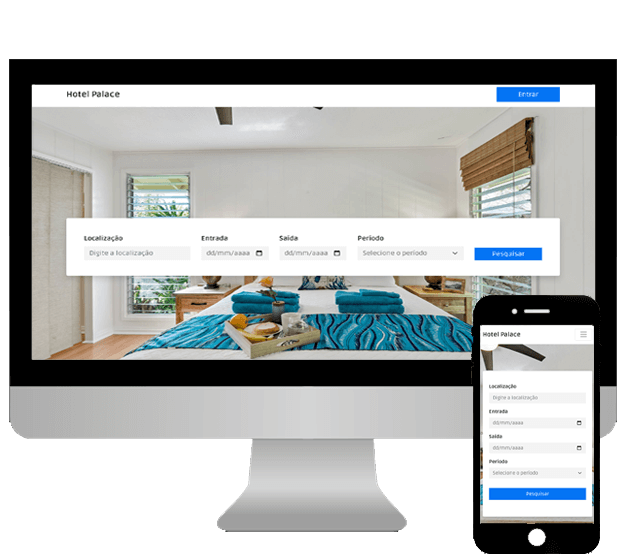 Hotel Palace
Entrar
Localização Entrada Saída Período
Digite a localização dd/mm/aaaa dd/mm/aaaa Selecione o período Pesquisar
Hotel Palace
Localização
Digite a localização
Entrada
dd/mm/aaaa
Saída
dd/mm/aaaa
Período
Selecione o período
Pesquisar